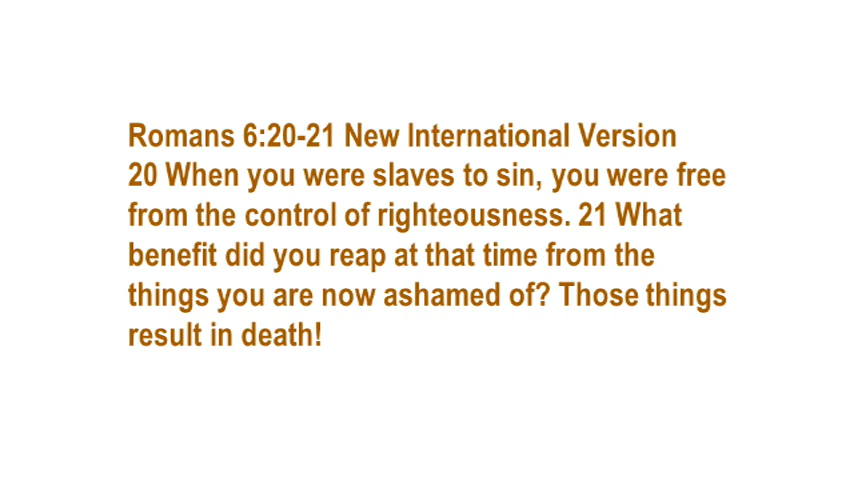 Romans 6:20-21 New International Version
20 When you were slaves to sin, you were free
from the control of righteousness. 21 What
benefit did you reap at that time from the
things you are now ashamed of? Those things
result in death!